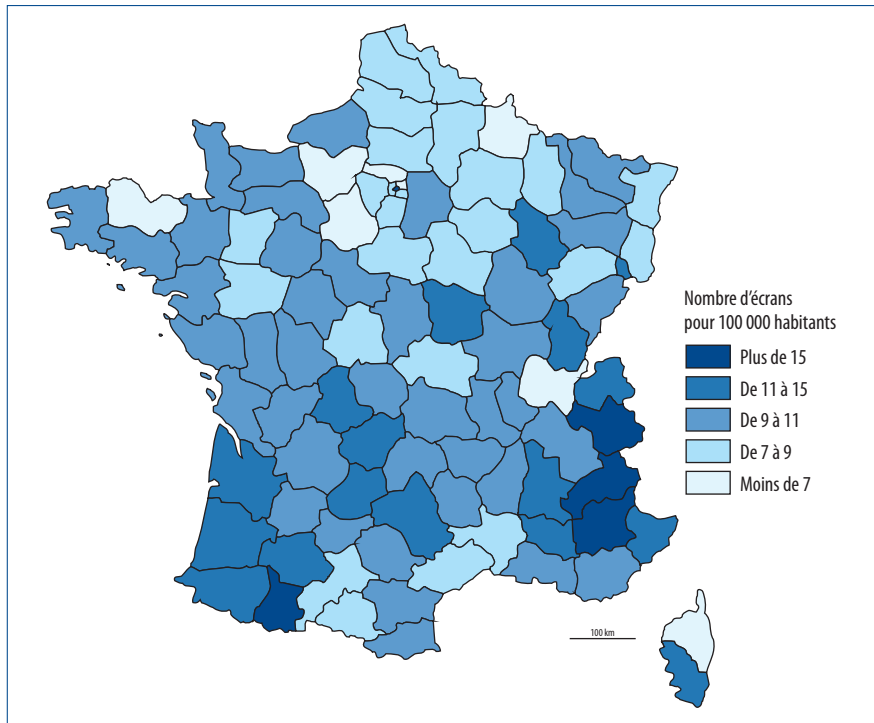 Nombre d'écrans
pour 100 000 habitants
Plus de 15
De 11 à 15
De 9 à 11
De 7 à 9
Moins de 7
100 km